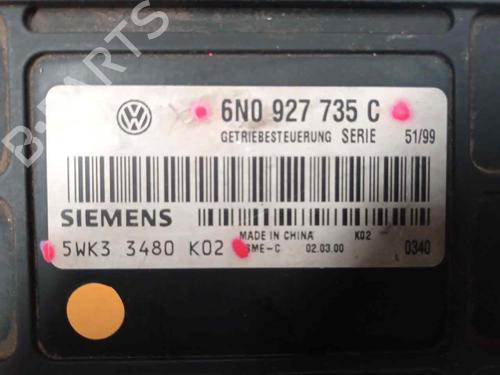 B-PARTS
6N0 927 735 C
GETRIEBESTEUERUNG SERIE 51/99
SIEMENS
MADE IN CHINA K02
5WK3 3480 K02 SME-C 02.03.00 0340